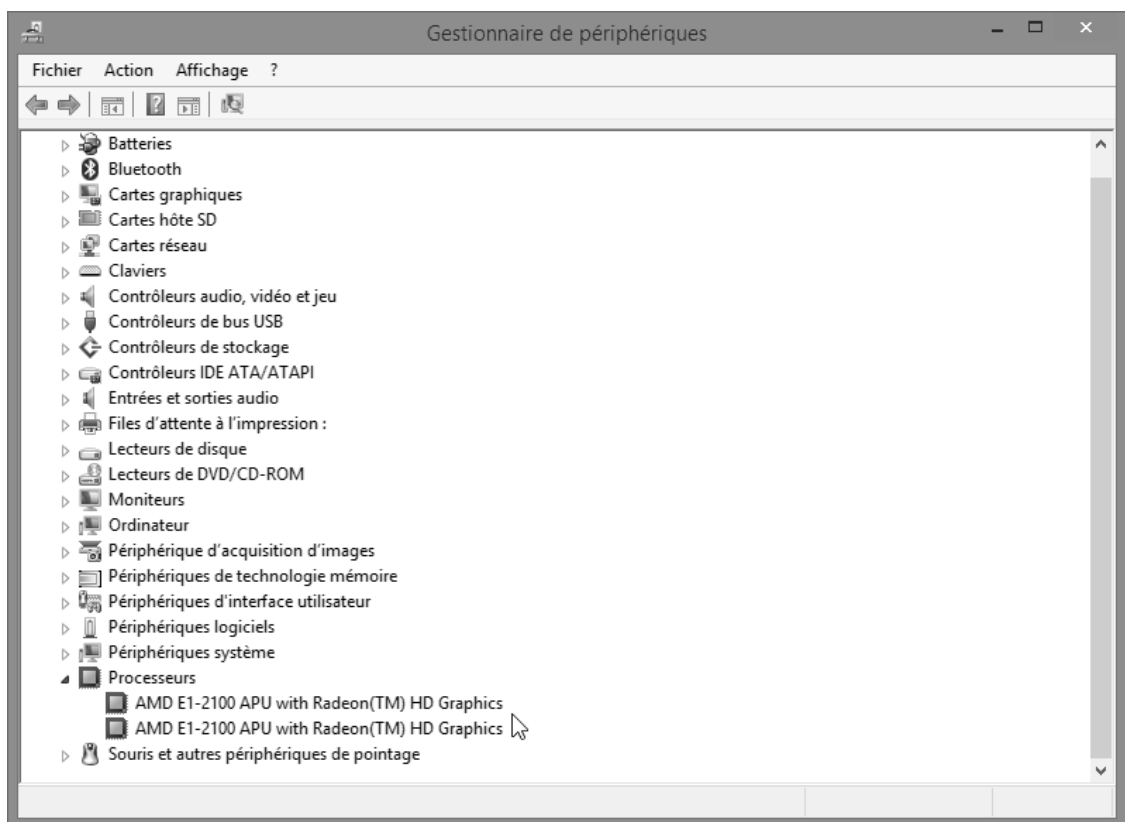 Gestionnaire de périphériques
Fichier Action Affichage ?
Batteries
Bluetooth
Cartes graphiques
Cartes hôte SD
Cartes réseau
Claviers
Contrôleurs audio, vidéo et jeu
Contrôleurs de bus USB
Contrôleurs de stockage
Contrôleurs IDE ATA/ATAPI
Entrées et sorties audio
Files d'attente à l'impression :
Lecteurs de disque
Lecteurs de DVD/CD-ROM
Moniteurs
Ordinateur
Périphérique d'acquisition d'images
Périphériques de technologie mémoire
Périphériques d'interface utilisateur
Périphériques logiciels
Périphériques système
Processeurs
AMD E1-2100 APU with Radeon(TM) HD Graphics
AMD E1-2100 APU with Radeon(TM) HD Graphics
Souris et autres périphériques de pointage